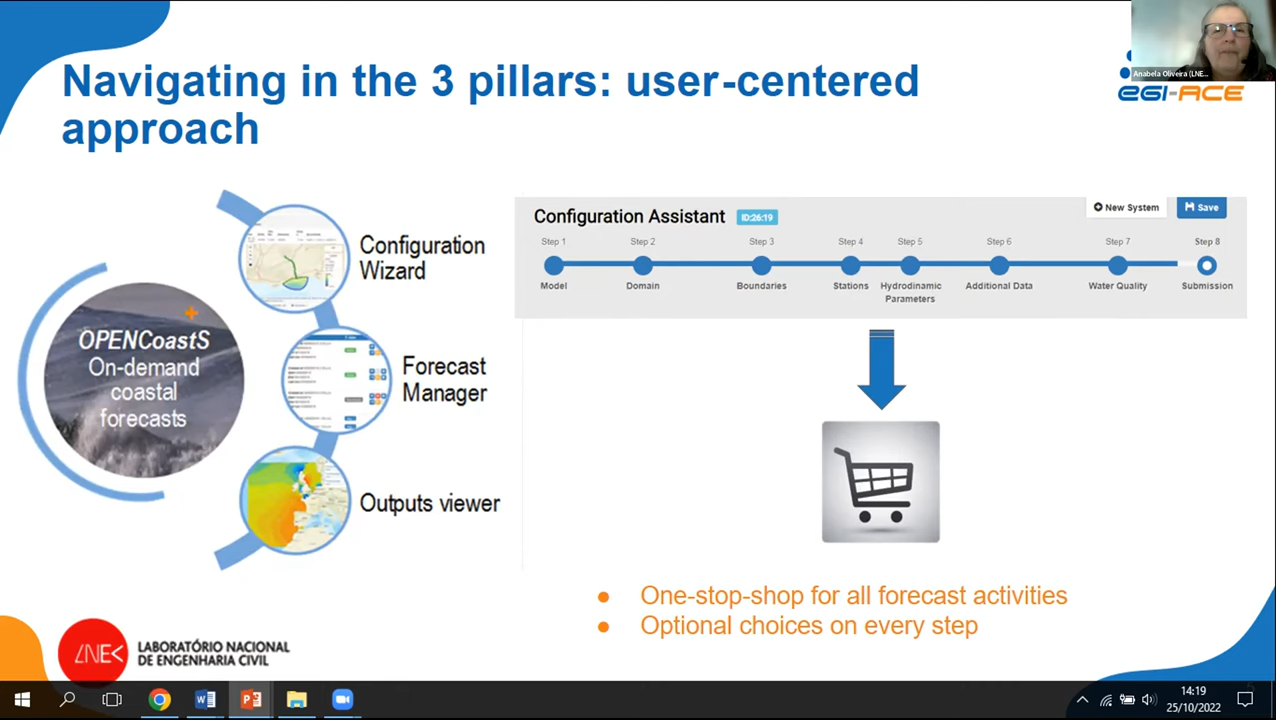 Navigating in the 3 pillars: user-centered
approach
Anabela Oliveira (LNE...
EGI-ACE
OPENCoastS
On-demand
coastal
forecasts
Configuration
Wizard
Forecast
Manager
Outputs viewer
Configuration Assistant
ID:26:19
New System
Save
Step 1
Step 2
Step 3
Step 4
Step 5
Step 6
Step 7
Step 8
Model
Domain
Boundaries
Stations
Hydrodynamic
Parameters
Additional Data
Water Quality
Submission
● One-stop-shop for all forecast activities
● Optional choices on every step
LNEC
LABORATÓRIO NACIONAL
DE ENGENHARIA CIVIL
14:19
25/10/2022